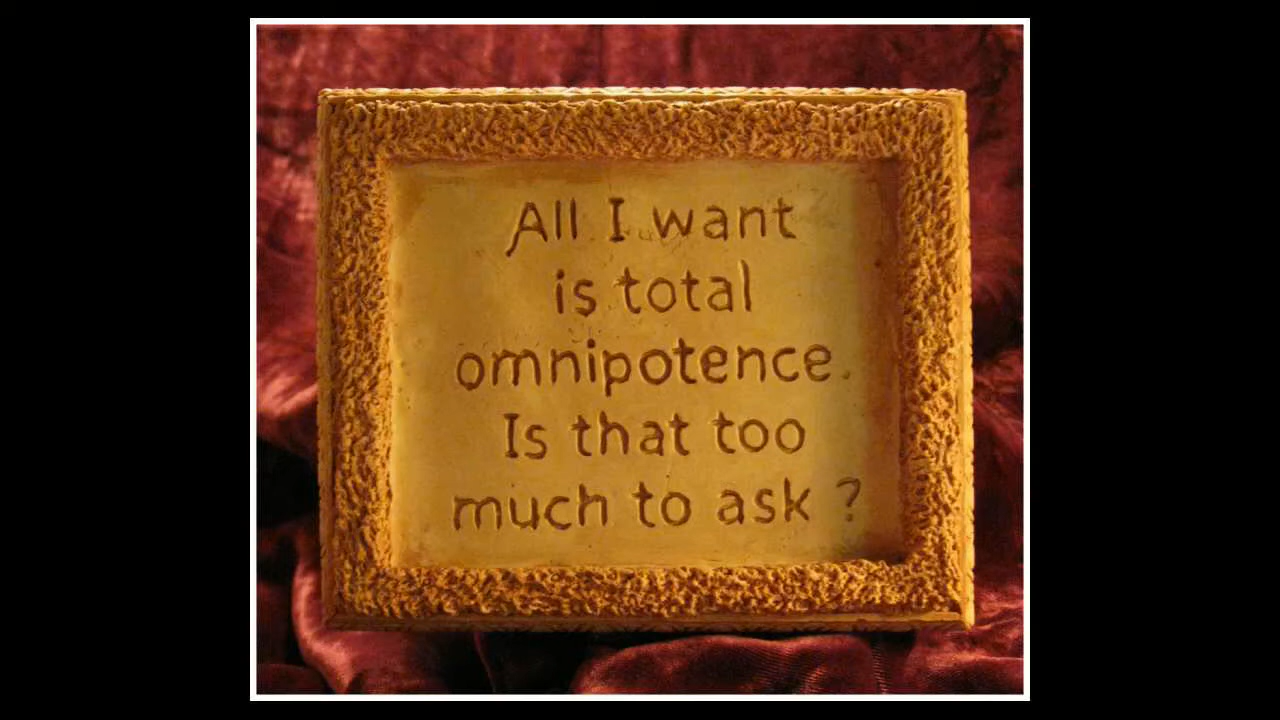 All I want
is total
omnipotence.
Is that too
much to ask ?